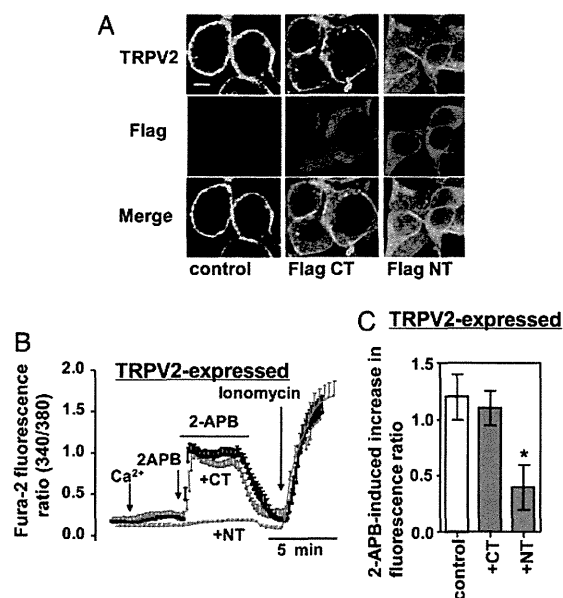 A
TRPV2
Flag
Merge
control
Flag CT
Flag NT
B
TRPV2-expressed
Fura-2 fluorescence
ratio (340/380)
2.0
1.5
1.0
0.5
0.0
Ca²⁺
2APB
2-APB
Ionomycin
+CT
+NT
5 min
C
TRPV2-expressed
2-APB-induced increase in
fluorescence ratio
1.5
1.0
0.5
0.0
*
control
+CT
+NT